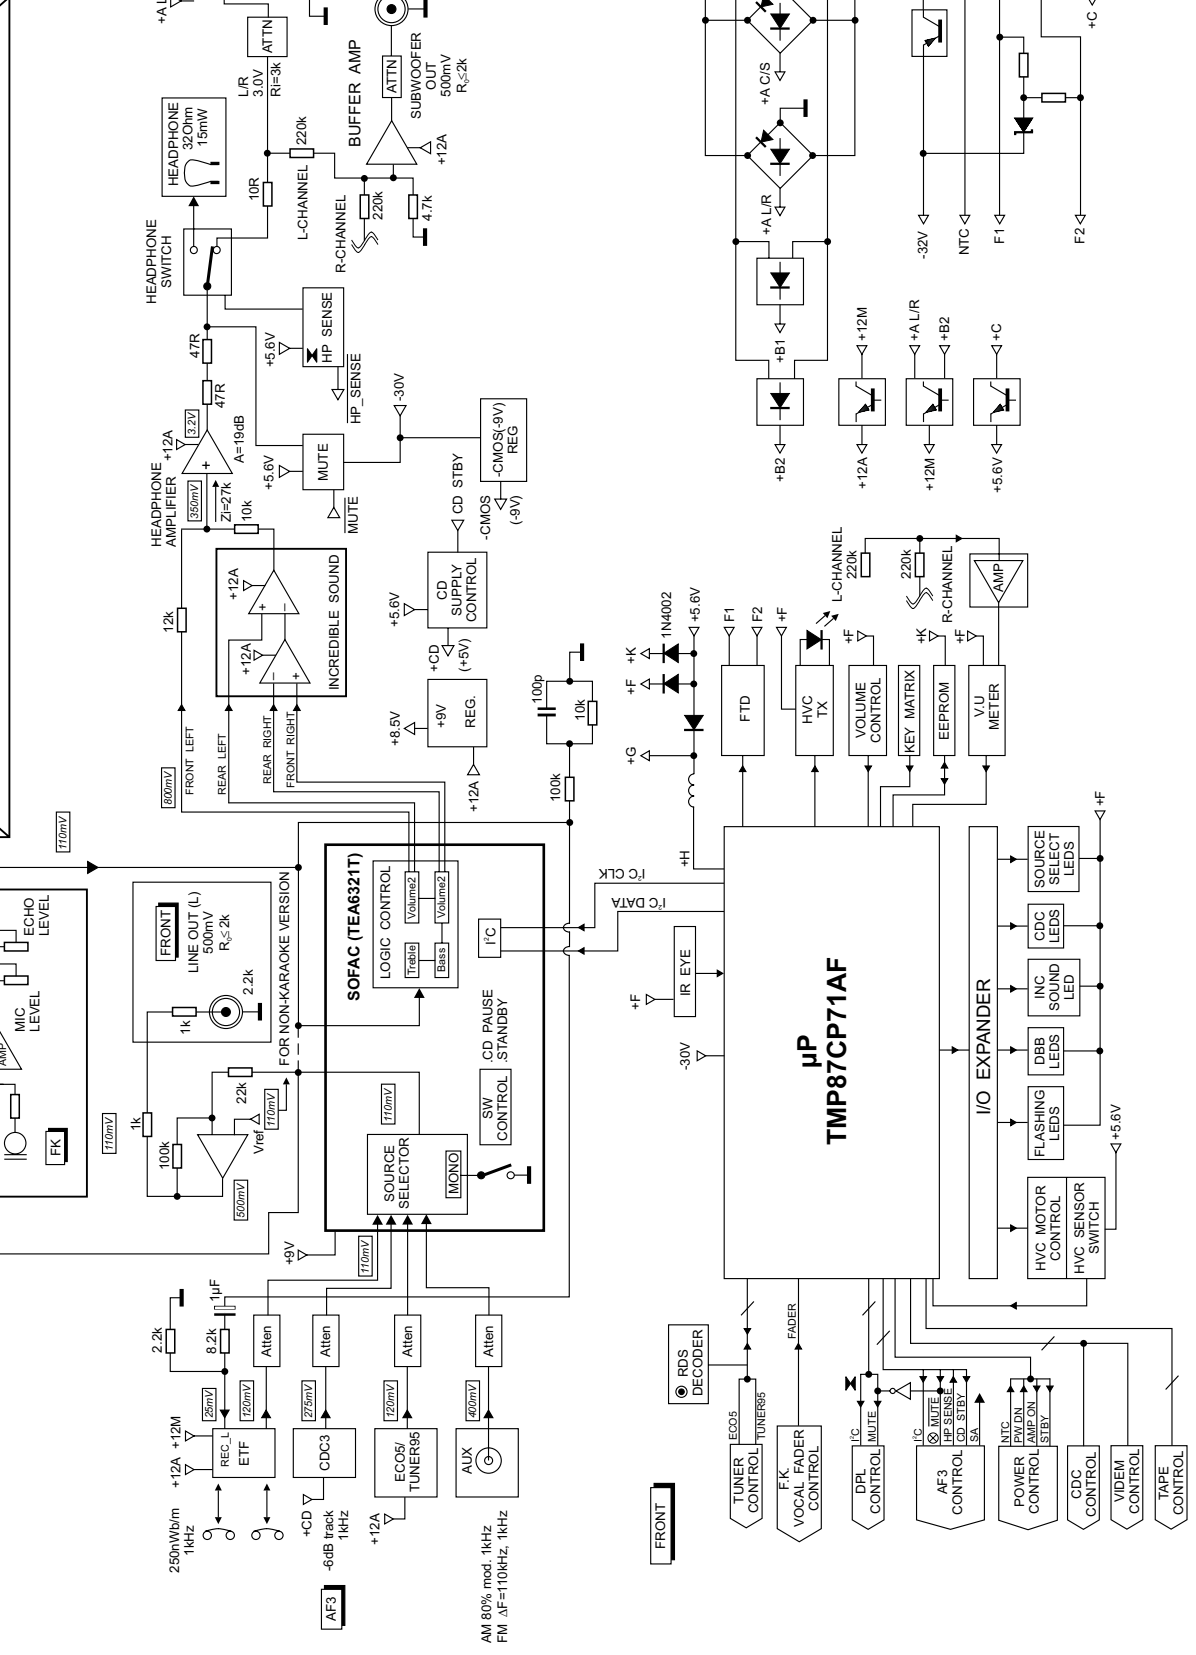 +A L
ATTN
L/R
3.0V
Ri=3k
HEADPHONE
32Ohm
15mW
HEADPHONE
SWITCH
10R
220k
L-CHANNEL
R-CHANNEL
220k
4.7k
BUFFER AMP
ATTN
SUBWOOFER
OUT
500mV
R₀≤2k
+12A
47R
47R
+5.6V
HP SENSE
HP_SENSE
HEADPHONE
AMPLIFIER
+12A
3.2V
A=19dB
350mV
Zi=27k
10k
+5.6V
MUTE
MUTE
-30V
-CMOS(-9V)
REG
-CMOS
(-9V)
CD STBY
+5.6V
CD
SUPPLY
CONTROL
+CD
(+5V)
12k
+12A
+12A
INCREDIBLE SOUND
800mV
FRONT LEFT
REAR LEFT
REAR RIGHT
FRONT RIGHT
+8.5V
+9V
REG.
+12A
100p
10k
100k
110mV
ECHO
LEVEL
MIC
LEVEL
AMP
FK
FRONT
LINE OUT (L)
500mV
R₀≤2k
1k
2.2k
FOR NON-KARAOKE VERSION
110mV
1k
100k
22k
Vref
110mV
500mV
SOFAC (TEA6321T)
LOGIC CONTROL
Treble
Volume2
Bass
Volume2
I²C
.CD PAUSE
.STANDBY
SW
CONTROL
110mV
SOURCE
SELECTOR
MONO
+9V
110mV
2.2k
8.2k
1µF
+12A
+12M
25mV
REC_L
ETF
120mV
Atten
250nWb/m
1kHz
CDC3
275mV
Atten
+CD
-6dB track
1kHz
AF3
ECO5/
TUNER95
120mV
Atten
+12A
AUX
400mV
Atten
AM 80% mod. 1kHz
FM ΔF=110kHz, 1kHz
+A C/S
+A L/R
+B1
+B2
-32V
NTC
F1
F2
+C
+12M
+12A
+A L/R
+B2
+12M
+C
+5.6V
+K
+F
+G
1N4002
+5.6V
+H
F1
F2
+F
FTD
HVC
TX
+F
VOLUME
CONTROL
KEY MATRIX
+K
EEPROM
+F
V.U
METER
L-CHANNEL
220k
220k
R-CHANNEL
AMP
I²C CLK
I²C DATA
+F
IR EYE
-30V
µP
TMP87CP71AF
I/O EXPANDER
+F
SOURCE
SELECT
LEDS
CDC
LEDS
INC
SOUND
LED
DBB
LEDS
FLASHING
LEDS
+5.6V
HVC MOTOR
CONTROL
HVC SENSOR
SWITCH
FRONT
RDS
DECODER
ECO5
TUNER95
TUNER
CONTROL
FADER
F.K.
VOCAL FADER
CONTROL
I²C
MUTE
DPL
CONTROL
I²C
MUTE
HP SENSE
CD STBY
SA
AF3
CONTROL
NTC
PW DN
AMP ON
STBY
POWER
CONTROL
CDC
CONTROL
VIDEM
CONTROL
TAPE
CONTROL